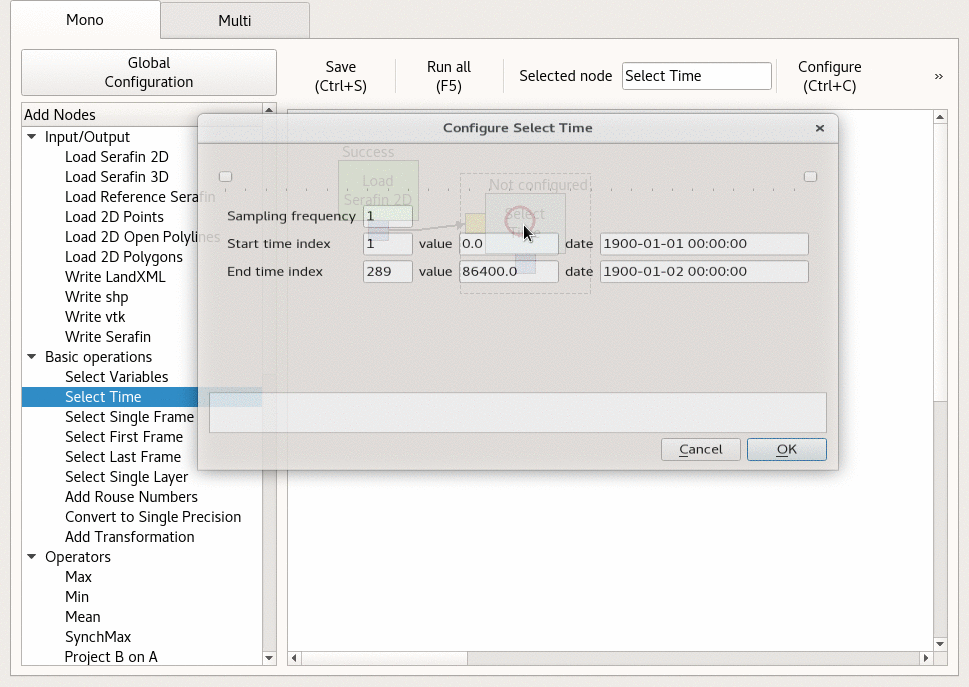 Mono
Multi
Global
Configuration
Save
(Ctrl+S)
Run all
(F5)
Selected node
Select Time
Configure
(Ctrl+C)
»
Add Nodes
Input/Output
Load Serafin 2D
Load Serafin 3D
Load Reference Serafin
Load 2D Points
Load 2D Open Polylines
Load 2D Polygons
Write LandXML
Write shp
Write vtk
Write Serafin
Basic operations
Select Variables
Select Time
Select Single Frame
Select First Frame
Select Last Frame
Select Single Layer
Add Rouse Numbers
Convert to Single Precision
Add Transformation
Operators
Max
Min
Mean
SynchMax
Project B on A
Configure Select Time
Success
Load
Serafin 2D
Not configured
Select
Sampling frequency 1
Start time index 1 value 0.0 date 1900-01-01 00:00:00
End time index 289 value 86400.0 date 1900-01-02 00:00:00
Cancel
OK